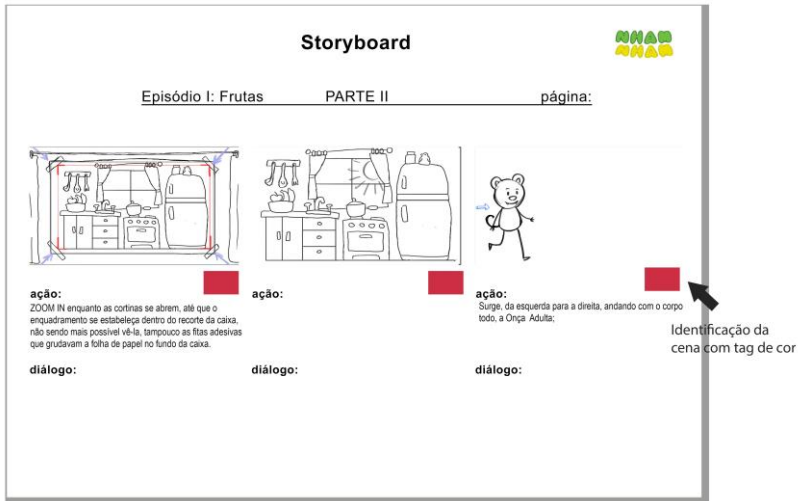 Storyboard
NHAM
NHAM
Episódio I: Frutas PARTE II página:
ação:
ZOOM IN enquanto as cortinas se abrem, até que o
enquadramento se estabeleça dentro do recorte da caixa,
não sendo mais possível vê-la, tampouco as fitas adesivas
que grudavam a folha de papel no fundo da caixa.
diálogo:
ação:
diálogo:
ação:
Surge, da esquerda para a direita, andando com o corpo
todo, a Onça Adulta;
diálogo:
Identificação da
cena com tag de cor